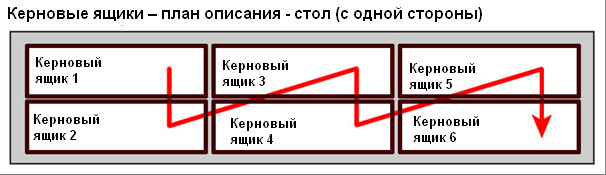 Керновые ящики – план описания - стол (с одной стороны)
Керновый
ящик 1
Керновый
ящик 2
Керновый
ящик 3
Керновый
ящик 4
Керновый
ящик 5
Керновый
ящик 6